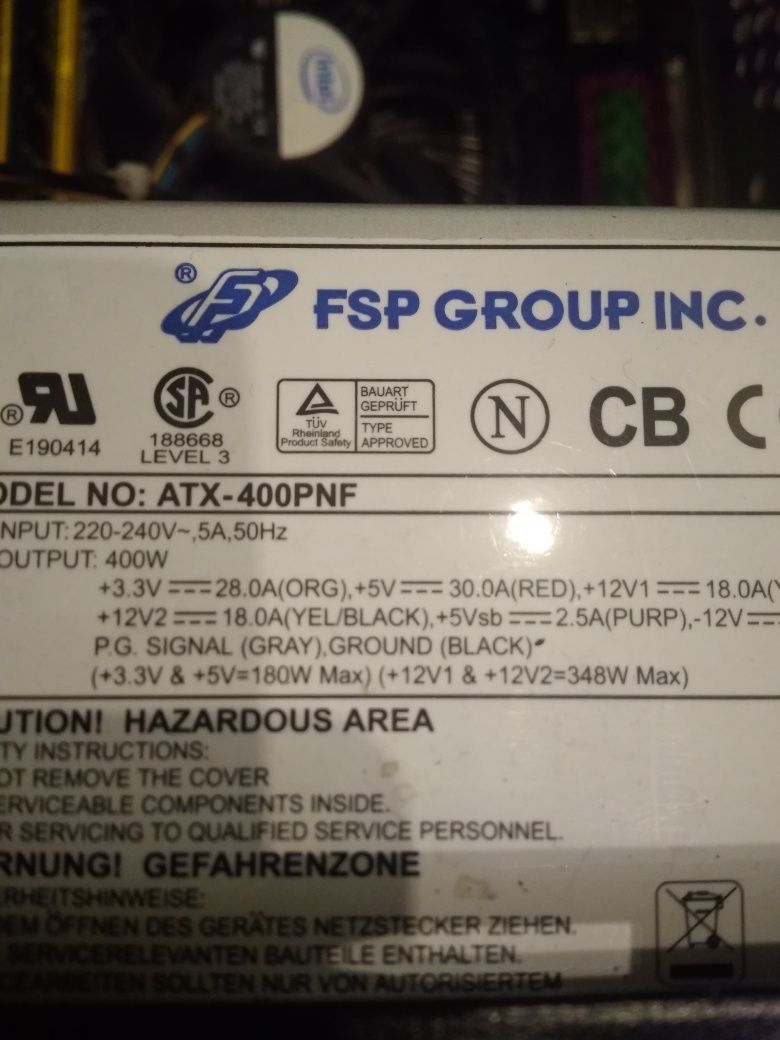 intel
® FSP FSP GROUP INC.
® RU SA ® TÜV Rheinland Product Safety BAUART GEPRÜFT TYPE APPROVED N CB C
E190414 188668
LEVEL 3
ODEL NO: ATX-400PNF
NPUT: 220-240V~,5A,50Hz
OUTPUT: 400W
+3.3V ⎓ 28.0A(ORG),+5V ⎓ 30.0A(RED),+12V1 ⎓ 18.0A(Y
+12V2 ⎓ 18.0A(YEL/BLACK),+5Vsb ⎓ 2.5A(PURP),-12V ⎓
P.G. SIGNAL (GRAY),GROUND (BLACK)
(+3.3V & +5V=180W Max) (+12V1 & +12V2=348W Max)
UTION! HAZARDOUS AREA
TY INSTRUCTIONS:
OT REMOVE THE COVER
ERVICEABLE COMPONENTS INSIDE.
R SERVICING TO QUALIFIED SERVICE PERSONNEL.
RNUNG! GEFAHRENZONE
ERHEITSHINWEISE:
DEM ÖFFNEN DES GERÄTES NETZSTECKER ZIEHEN.
SERVICERELEVANTEN BAUTEILE ENTHALTEN.
CEARBEITEN SOLLTEN NUR VON AUTORISIERTEM